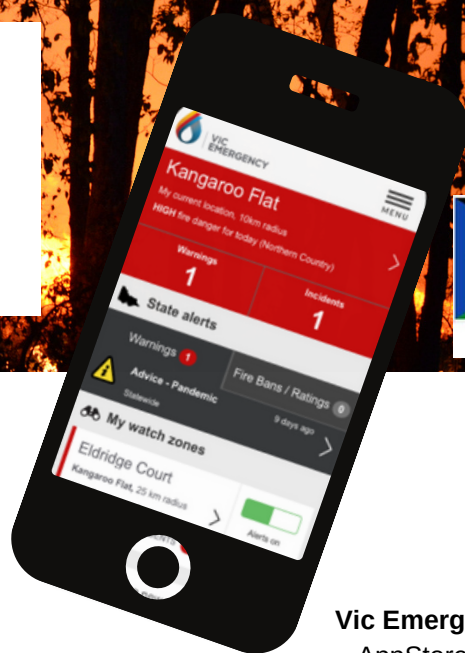 VIC
EMERGENCY
MENU
Kangaroo Flat
My current location, 10km radius
HIGH fire danger for today (Northern Country)
Warnings
1
Incidents
1
State alerts
Warnings 1
Fire Bans / Ratings 0
Advice - Pandemic
9 days ago
Statewide
My watch zones
Eldridge Court
Kangaroo Flat, 25 km radius
Alerts on
Vic Emerg
AppStore